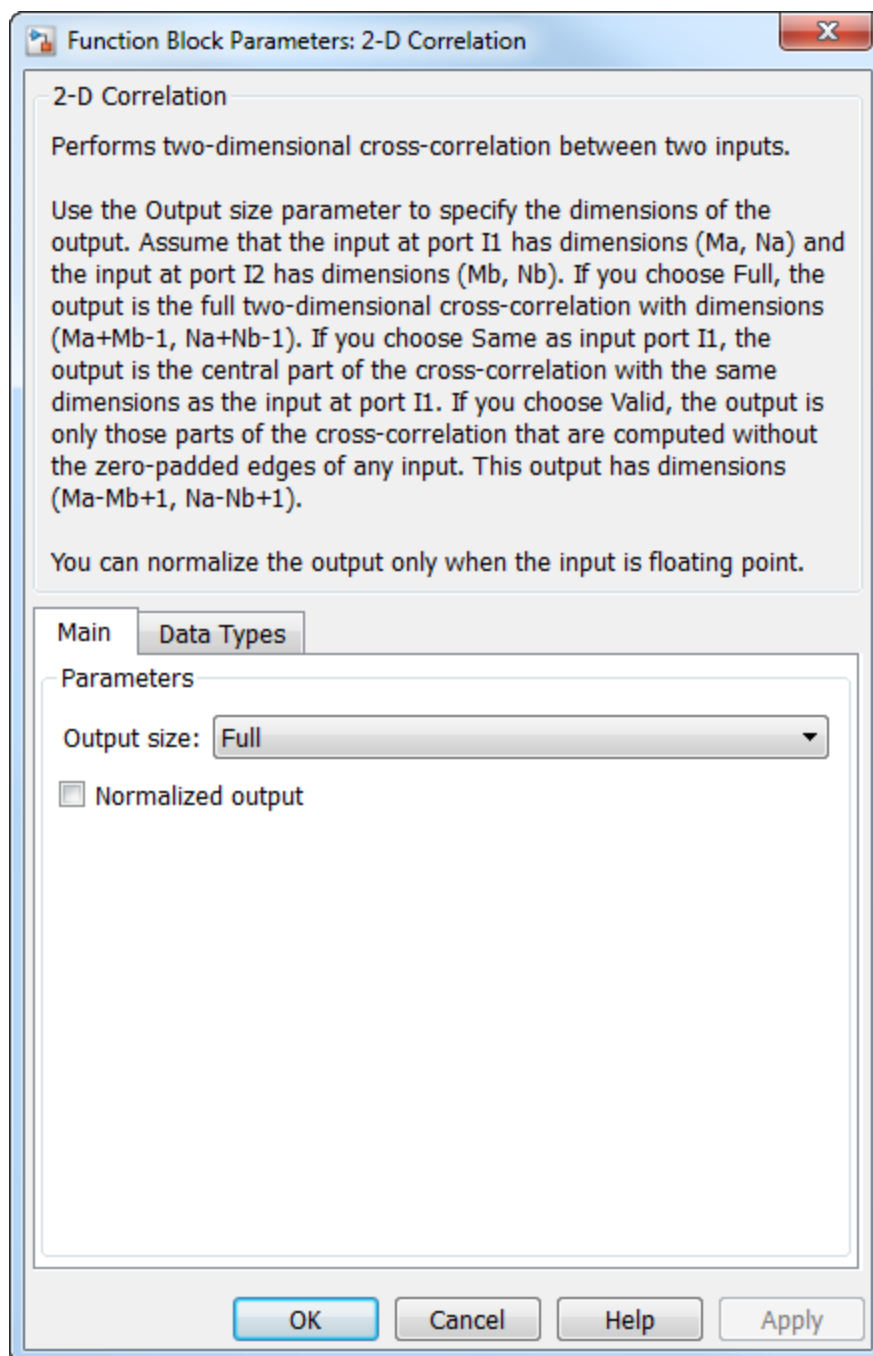 Function Block Parameters: 2-D Correlation
x
2-D Correlation
Performs two-dimensional cross-correlation between two inputs.
Use the Output size parameter to specify the dimensions of the
output. Assume that the input at port I1 has dimensions (Ma, Na) and
the input at port I2 has dimensions (Mb, Nb). If you choose Full, the
output is the full two-dimensional cross-correlation with dimensions
(Ma+Mb-1, Na+Nb-1). If you choose Same as input port I1, the
output is the central part of the cross-correlation with the same
dimensions as the input at port I1. If you choose Valid, the output is
only those parts of the cross-correlation that are computed without
the zero-padded edges of any input. This output has dimensions
(Ma-Mb+1, Na-Nb+1).
You can normalize the output only when the input is floating point.
Main Data Types
Parameters
Output size: Full
Normalized output
OK Cancel Help Apply